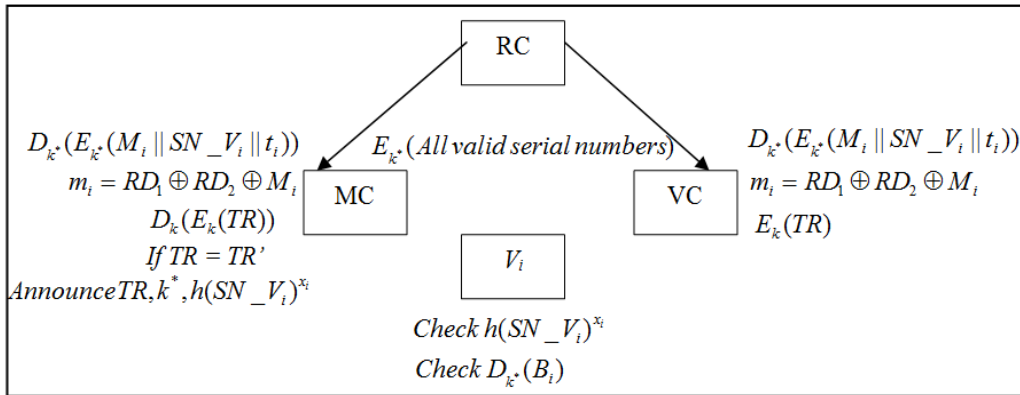 RC
D_{k*}(E_{k*}(M_i || SN_V_i || t_i))
m_i = RD_1 ⊕ RD_2 ⊕ M_i
D_k(E_k(TR))
If TR = TR’
Announce TR, k^*, h(SN_V_i)^{x_i}
E_{k*}(All valid serial numbers)
MC
VC
D_{k*}(E_{k*}(M_i || SN_V_i || t_i))
m_i = RD_1 ⊕ RD_2 ⊕ M_i
E_k(TR)
V_i
Check h(SN_V_i)^{x_i}
Check D_{k*}(B_i)